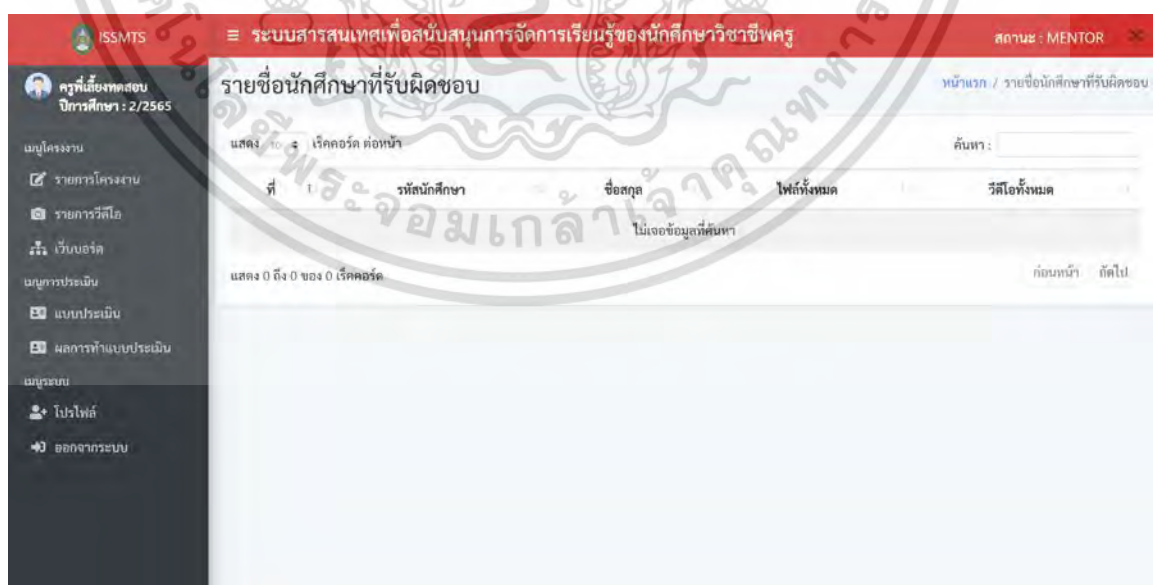 ISSMTS
≡ ระบบสารสนเทศเพื่อสนับสนุนการจัดการเรียนรู้ของนักศึกษาวิชาชีพครู
สถานะ : MENTOR
ครูพี่เลี้ยงทดสอบ
ปีการศึกษา : 2/2565
เมนูโครงงาน
รายการโครงงาน
รายการวีดีโอ
เว็บบอร์ด
เมนูการประเมิน
แบบประเมิน
ผลการทำแบบประเมิน
เมนูระบบ
โปรไฟล์
ออกจากระบบ
รายชื่อนักศึกษาที่รับผิดชอบ
หน้าแรก / รายชื่อนักศึกษาที่รับผิดชอบ
แสดง 10 เร็คคอร์ด ต่อหน้า
ค้นหา :
ที่ รหัสนักศึกษา ชื่อสกุล ไฟล์ทั้งหมด วีดีโอทั้งหมด
ไม่เจอข้อมูลที่ค้นหา
แสดง 0 ถึง 0 ของ 0 เร็คคอร์ด
ก่อนหน้า ถัดไป